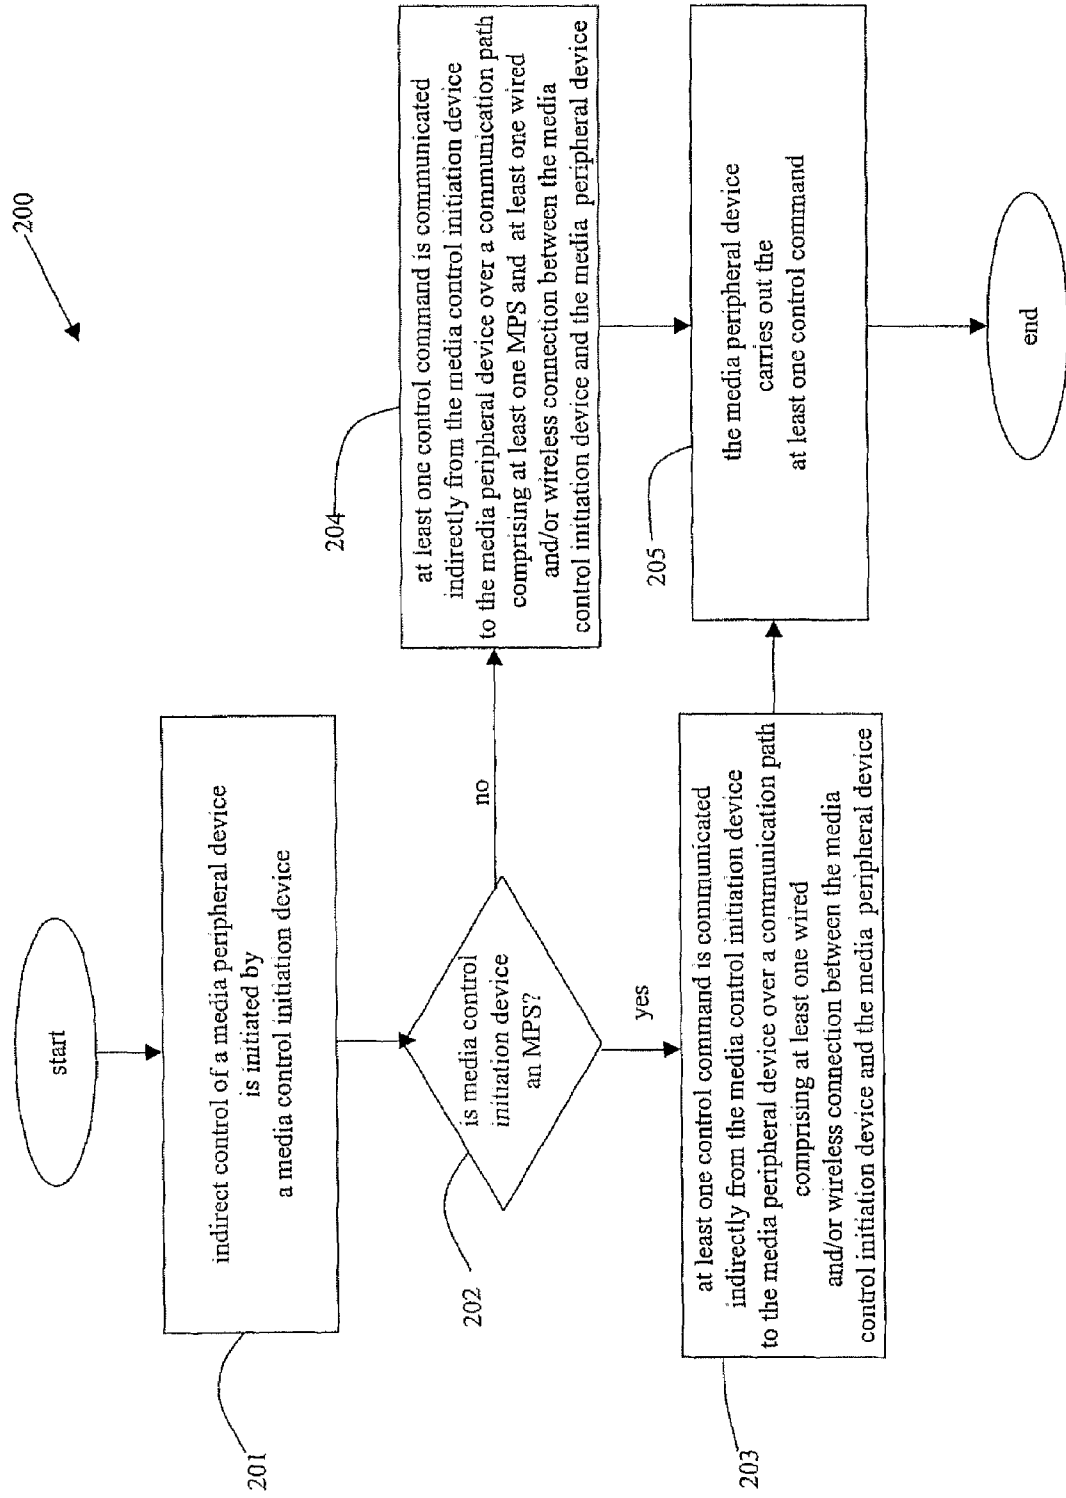 200
start
indirect control of a media peripheral device
is initiated by
a media control initiation device
201
is media control
initiation device
an MPS?
202
no
yes
at least one control command is communicated
indirectly from the media control initiation device
to the media peripheral device over a communication path
comprising at least one MPS and at least one wired
and/or wireless connection between the media
control initiation device and the media peripheral device
204
at least one control command is communicated
indirectly from the media control initiation device
to the media peripheral device over a communication path
comprising at least one wired
and/or wireless connection between the media
control initiation device and the media peripheral device
203
the media peripheral device
carries out the
at least one control command
205
end